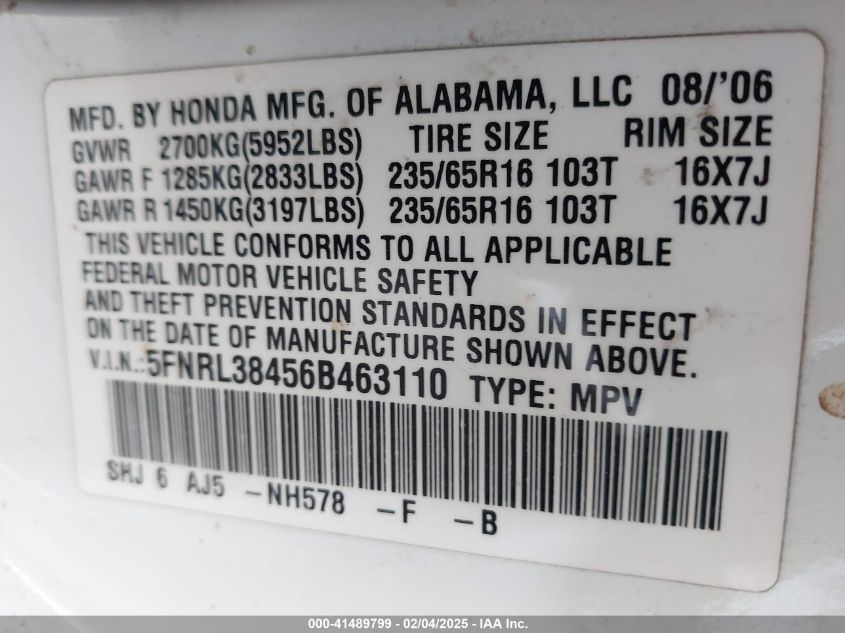 MFD. BY HONDA MFG. OF ALABAMA, LLC 08/'06
GVWR 2700KG(5952LBS) TIRE SIZE RIM SIZE
GAWR F 1285KG(2833LBS) 235/65R16 103T 16X7J
GAWR R 1450KG(3197LBS) 235/65R16 103T 16X7J
THIS VEHICLE CONFORMS TO ALL APPLICABLE
FEDERAL MOTOR VEHICLE SAFETY
AND THEFT PREVENTION STANDARDS IN EFFECT
ON THE DATE OF MANUFACTURE SHOWN ABOVE.
V.I.N.:5FNRL38456B463110 TYPE: MPV
SHJ 6 AJ5 -NH578 -F -B
000-41489799 - 02/04/2025 - IAA Inc.